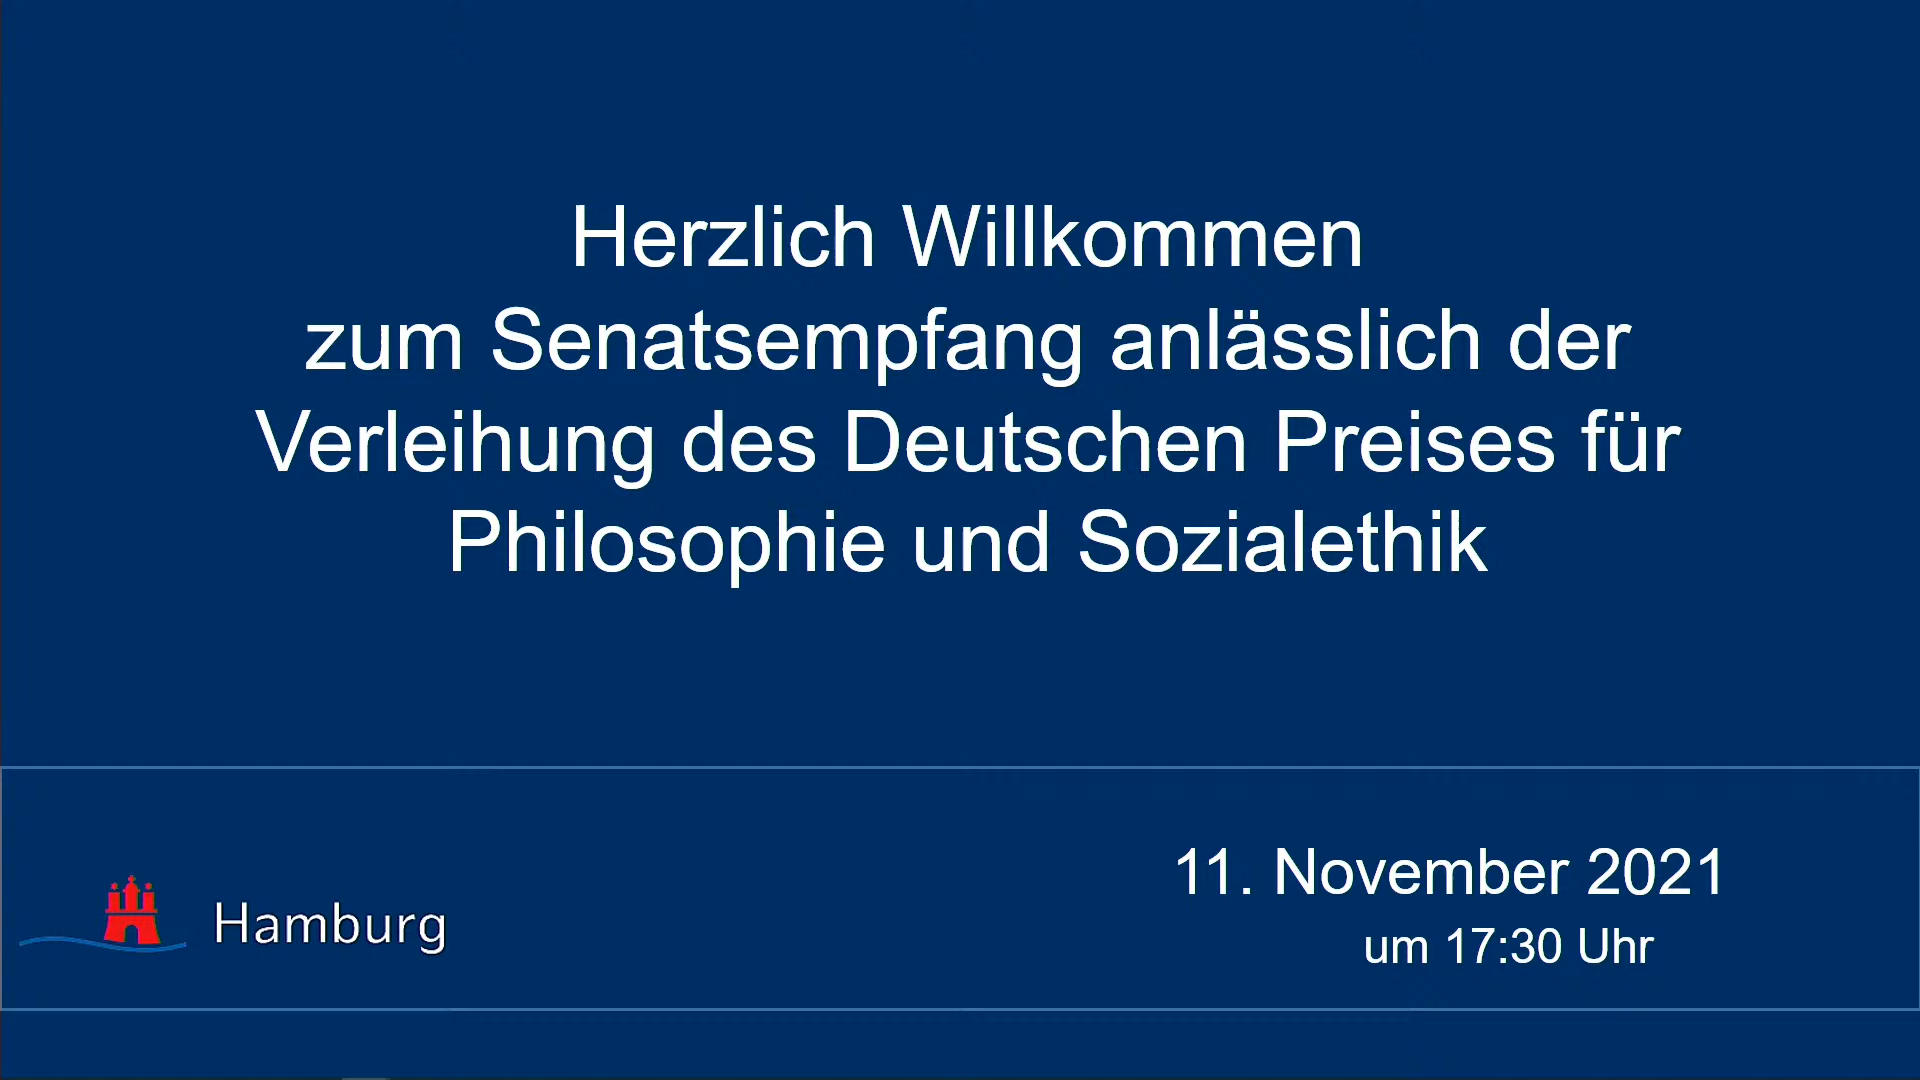 Herzlich Willkommen
zum Senatsempfang anlässlich der
Verleihung des Deutschen Preises für
Philosophie und Sozialethik
Hamburg
11. November 2021
um 17:30 Uhr